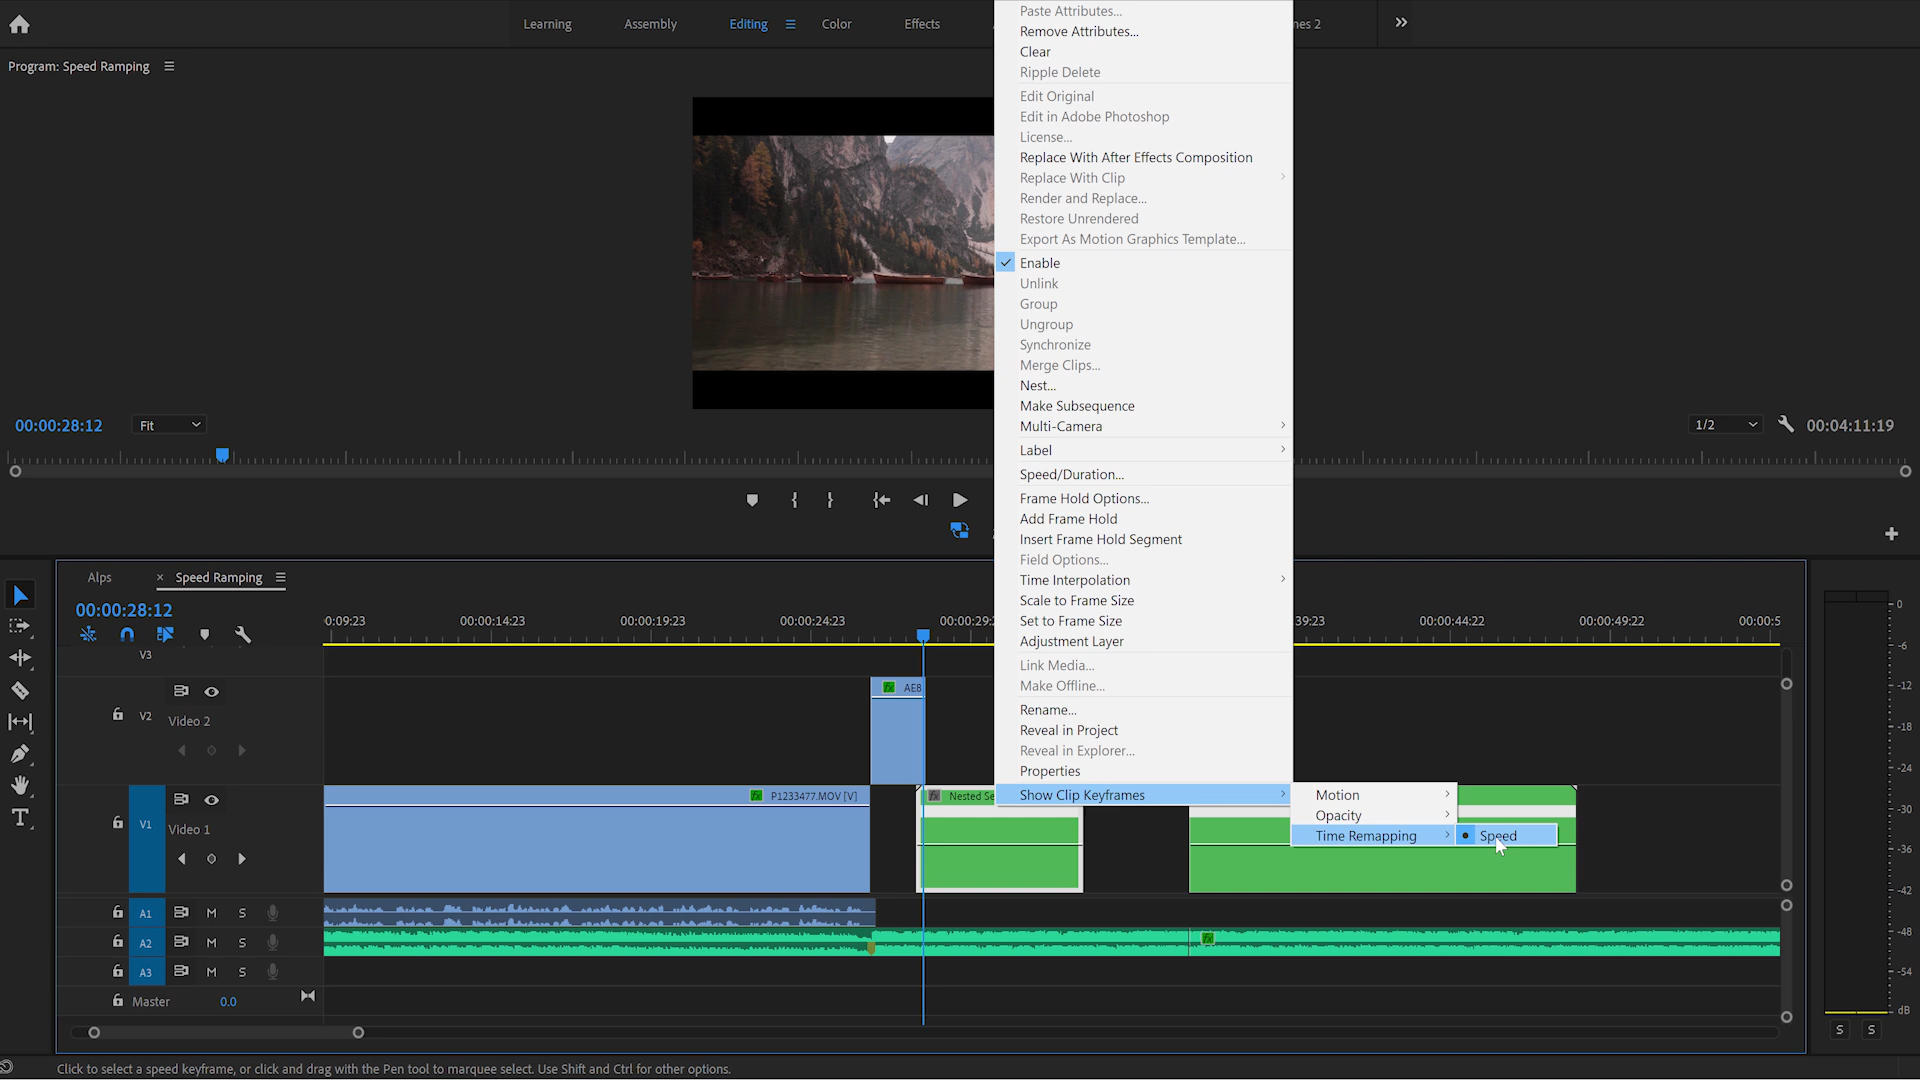 Learning
Assembly
Editing
Color
Effects
nes 2
Program: Speed Ramping
00:00:28:12
Fit
1/2
00:04:11:19
Paste Attributes...
Remove Attributes...
Clear
Ripple Delete
Edit Original
Edit in Adobe Photoshop
License...
Replace With After Effects Composition
Replace With Clip
Render and Replace...
Restore Unrendered
Export As Motion Graphics Template...
Enable
Unlink
Group
Ungroup
Synchronize
Merge Clips...
Nest...
Make Subsequence
Multi-Camera
Label
Speed/Duration...
Frame Hold Options...
Add Frame Hold
Insert Frame Hold Segment
Field Options...
Time Interpolation
Scale to Frame Size
Set to Frame Size
Adjustment Layer
Link Media...
Make Offline...
Rename...
Reveal in Project
Reveal in Explorer...
Properties
Show Clip Keyframes
Motion
Opacity
Time Remapping
Speed
Alps
× Speed Ramping
00:00:28:12
0:09:23
00:00:14:23
00:00:19:23
00:00:24:23
00:00:29:2
39:23
00:00:44:22
00:00:49:22
00:00:5
V3
V2
Video 2
fx AE8
V1
Video 1
fx P1233477.MOV [V]
fx Nested Se
A1 M S
A2 M S
fx
A3 M S
Master 0.0
0
-6
-12
-18
-24
-30
-36
-42
-48
-54
dB
S S
Click to select a speed keyframe, or click and drag with the Pen tool to marquee select. Use Shift and Ctrl for other options.